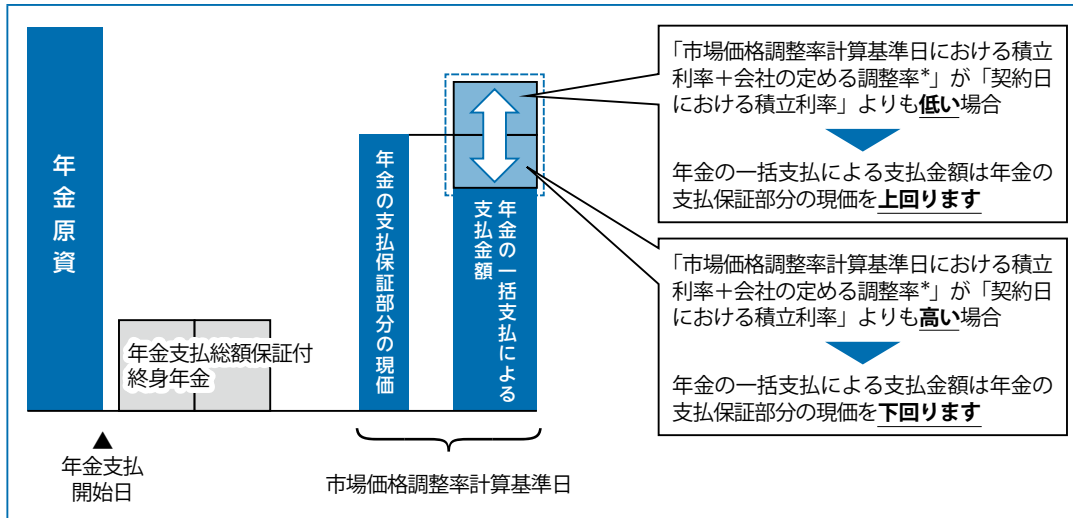 年金原資
年金支払総額保証付
終身年金
年金の支払保証部分の現価
年金の一括支払による
支払金額
▲
年金支払
開始日
市場価格調整率計算基準日
「市場価格調整率計算基準日における積立
利率＋会社の定める調整率*」が「契約日
における積立利率」よりも低い場合
年金の一括支払による支払金額は年金の
支払保証部分の現価を上回ります
「市場価格調整率計算基準日における積立
利率＋会社の定める調整率*」が「契約日
における積立利率」よりも高い場合
年金の一括支払による支払金額は年金の
支払保証部分の現価を下回ります